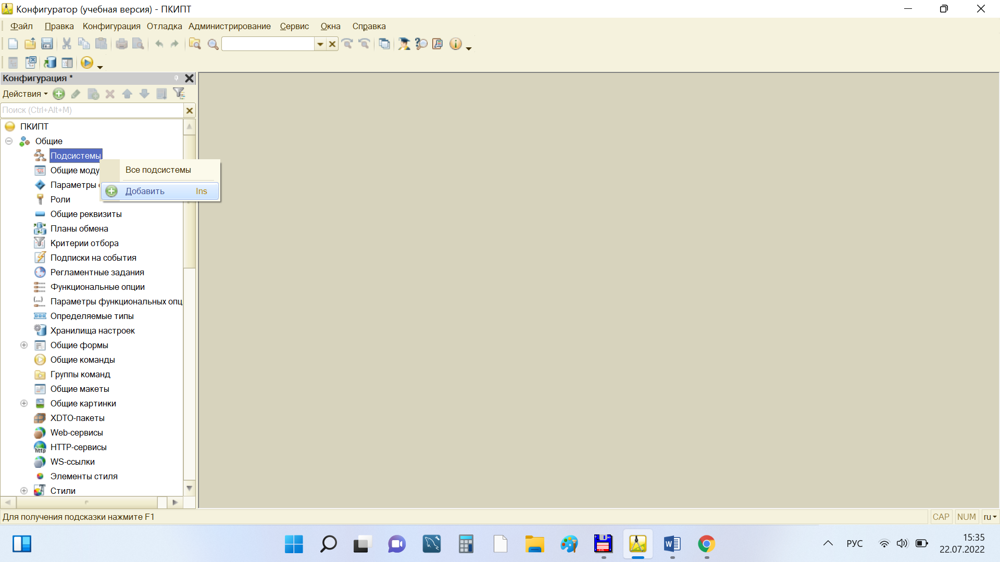 Конфигуратор (учебная версия) - ПКИПТ
Файл Правка Конфигурация Отладка Администрирование Сервис Окна Справка
Конфигурация *
Действия
Поиск (Ctrl+Alt+M)
ПКИПТ
Общие
Подсистемы
Все подсистемы
Общие моду
Параметры
Добавить Ins
Роли
Общие реквизиты
Планы обмена
Критерии отбора
Подписки на события
Регламентные задания
Функциональные опции
Параметры функциональных опц
Определяемые типы
Хранилища настроек
Общие формы
Общие команды
Группы команд
Общие макеты
Общие картинки
XDTO-пакеты
Web-сервисы
HTTP-сервисы
WS-ссылки
Элементы стиля
Стили
Для получения подсказки нажмите F1
CAP NUM ru
РУС
15:35
22.07.2022